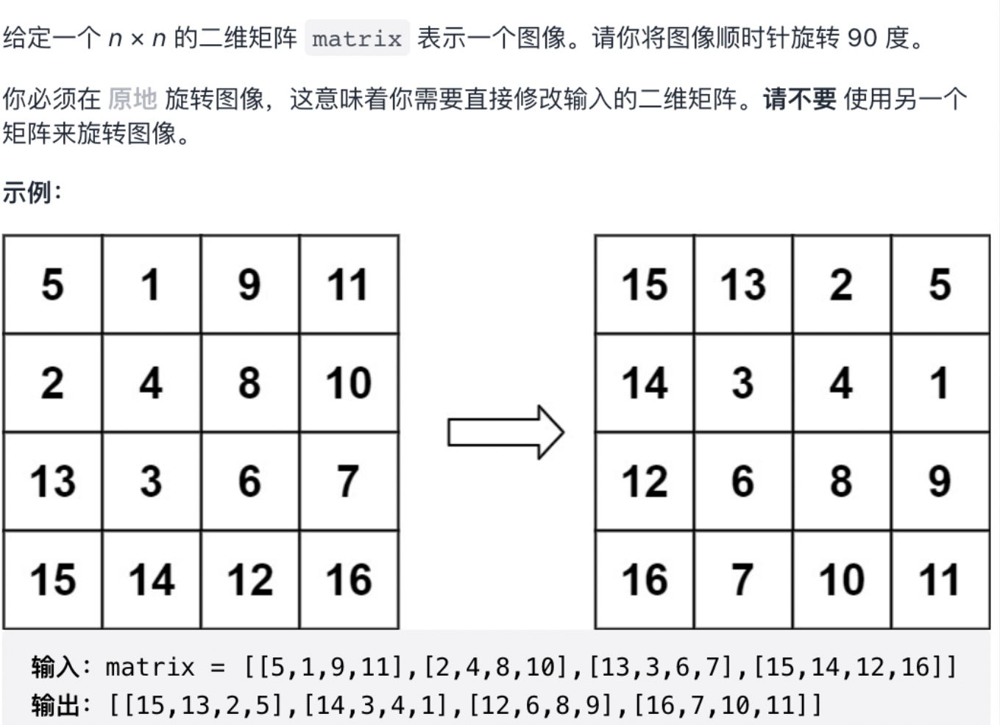 给定一个 n × n 的二维矩阵 matrix 表示一个图像。请你将图像顺时针旋转 90 度。
你必须在 原地 旋转图像，这意味着你需要直接修改输入的二维矩阵。请不要 使用另一个
矩阵来旋转图像。
示例：
5 1 9 11 15 13 2 5
2 4 8 10 14 3 4 1
13 3 6 7 12 6 8 9
15 14 12 16 16 7 10 11
输入：matrix = [[5,1,9,11],[2,4,8,10],[13,3,6,7],[15,14,12,16]]
输出：[[15,13,2,5],[14,3,4,1],[12,6,8,9],[16,7,10,11]]